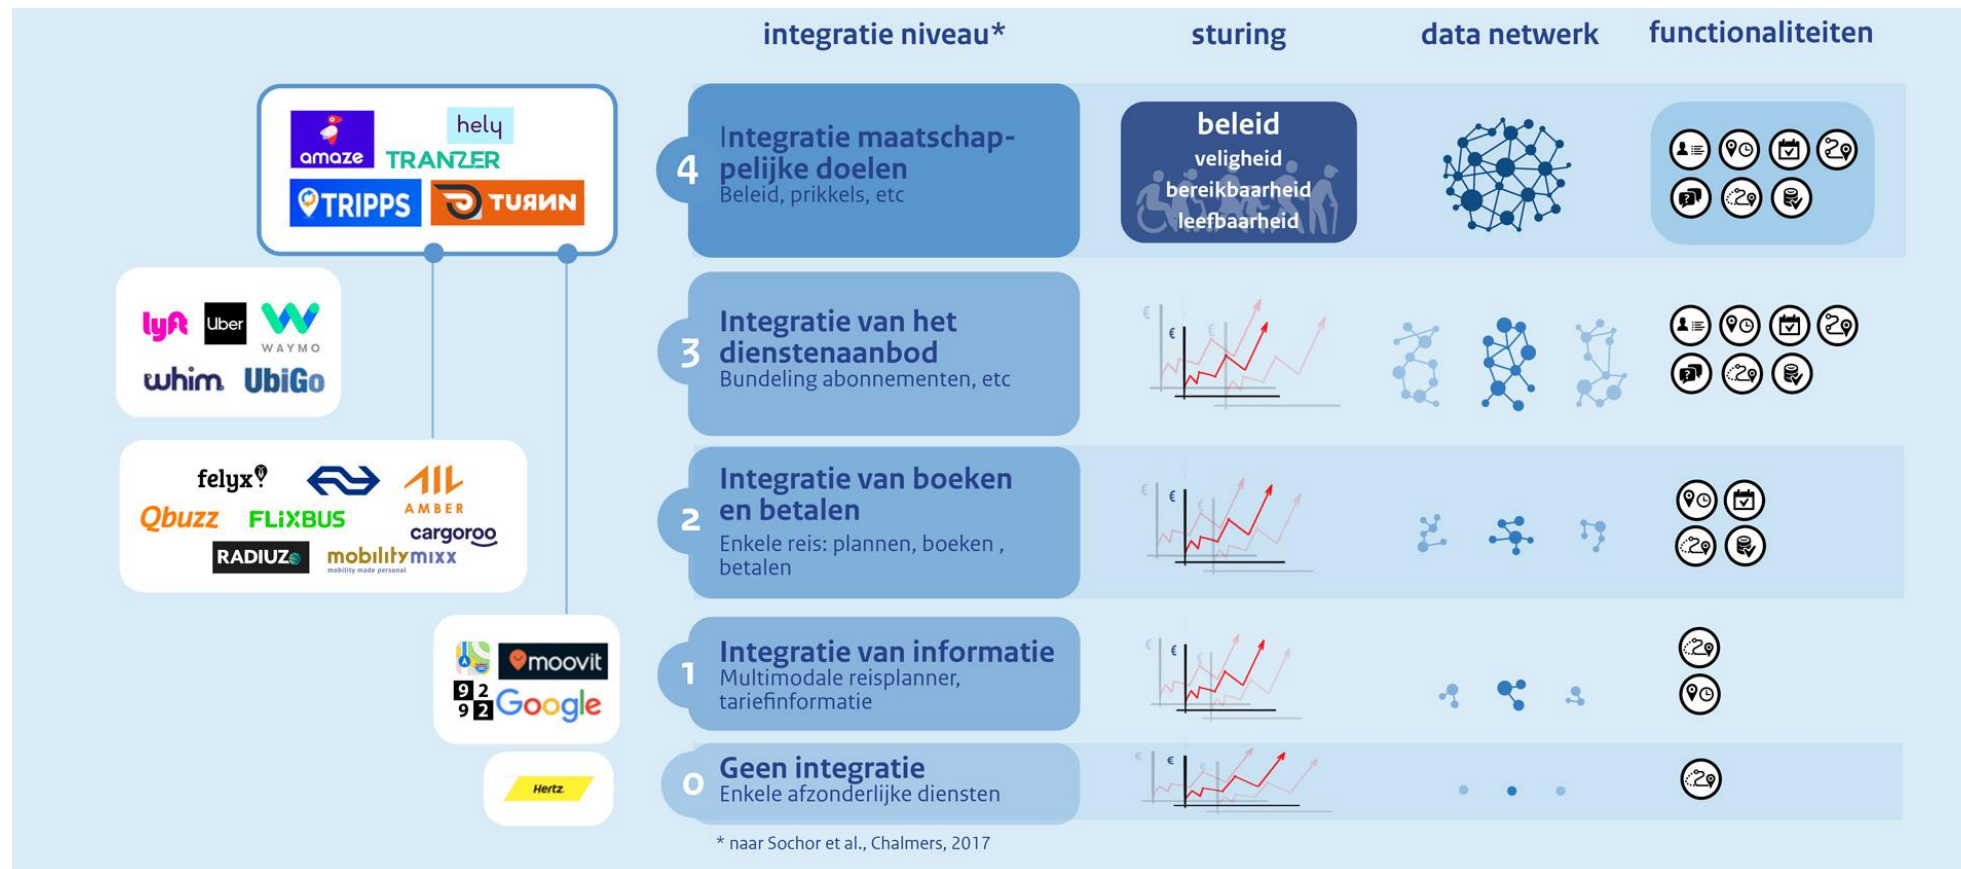 integratie niveau*
sturing
data netwerk
functionaliteiten
amaze
hely
TRANZER
TRIPPS
TURNN
4
Integratie maatschap-
pelijke doelen
Beleid, prikkels, etc
beleid
veligheid
bereikbaarheid
leefbaarheid
lyft
Uber
WAYMO
whim
UbiGo
3
Integratie van het
dienstenaanbod
Bundeling abonnementen, etc
€ € €
felyx
AMBER
Qbuzz
FLiXBUS
cargoroo
RADIUZ
mobilitymixx
mobility made personal
2
Integratie van boeken
en betalen
Enkele reis: plannen, boeken ,
betalen
€ € €
moovit
9 2
9 2
Google
1
Integratie van informatie
Multimodale reisplanner,
tariefinformatie
€ € €
Hertz
0
Geen integratie
Enkele afzonderlijke diensten
€ € €
* naar Sochor et al., Chalmers, 2017